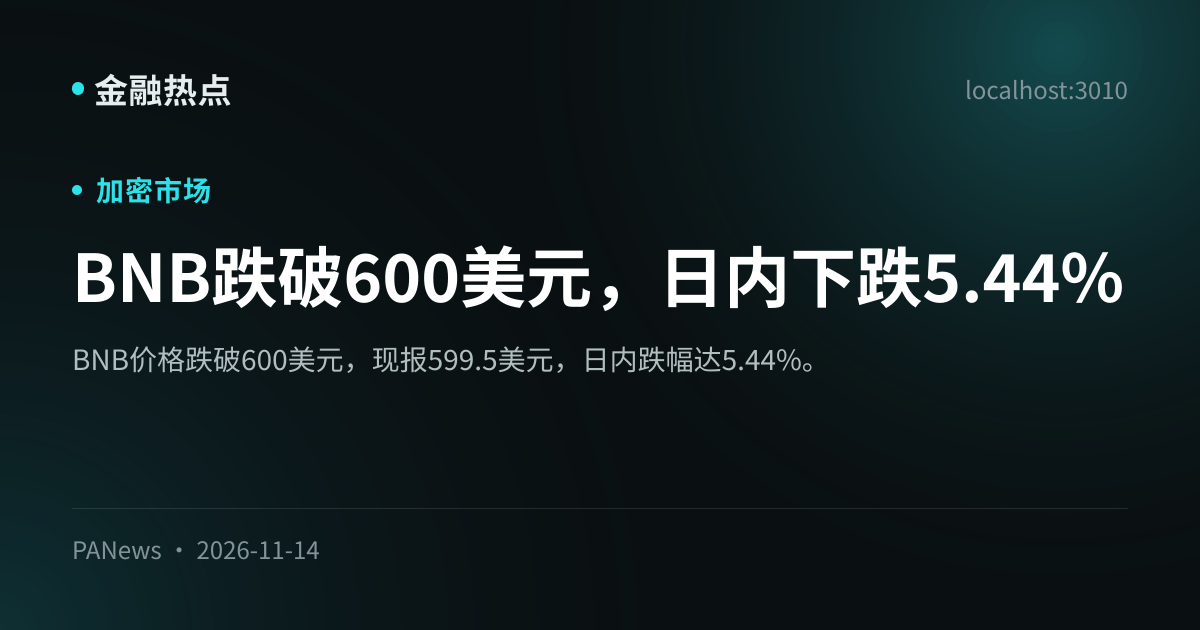 金融热点
localhost:3010
加密市场
BNB跌破600美元，日内下跌5.44%
BNB价格跌破600美元，现报599.5美元，日内跌幅达5.44%。
PANews • 2026-11-14